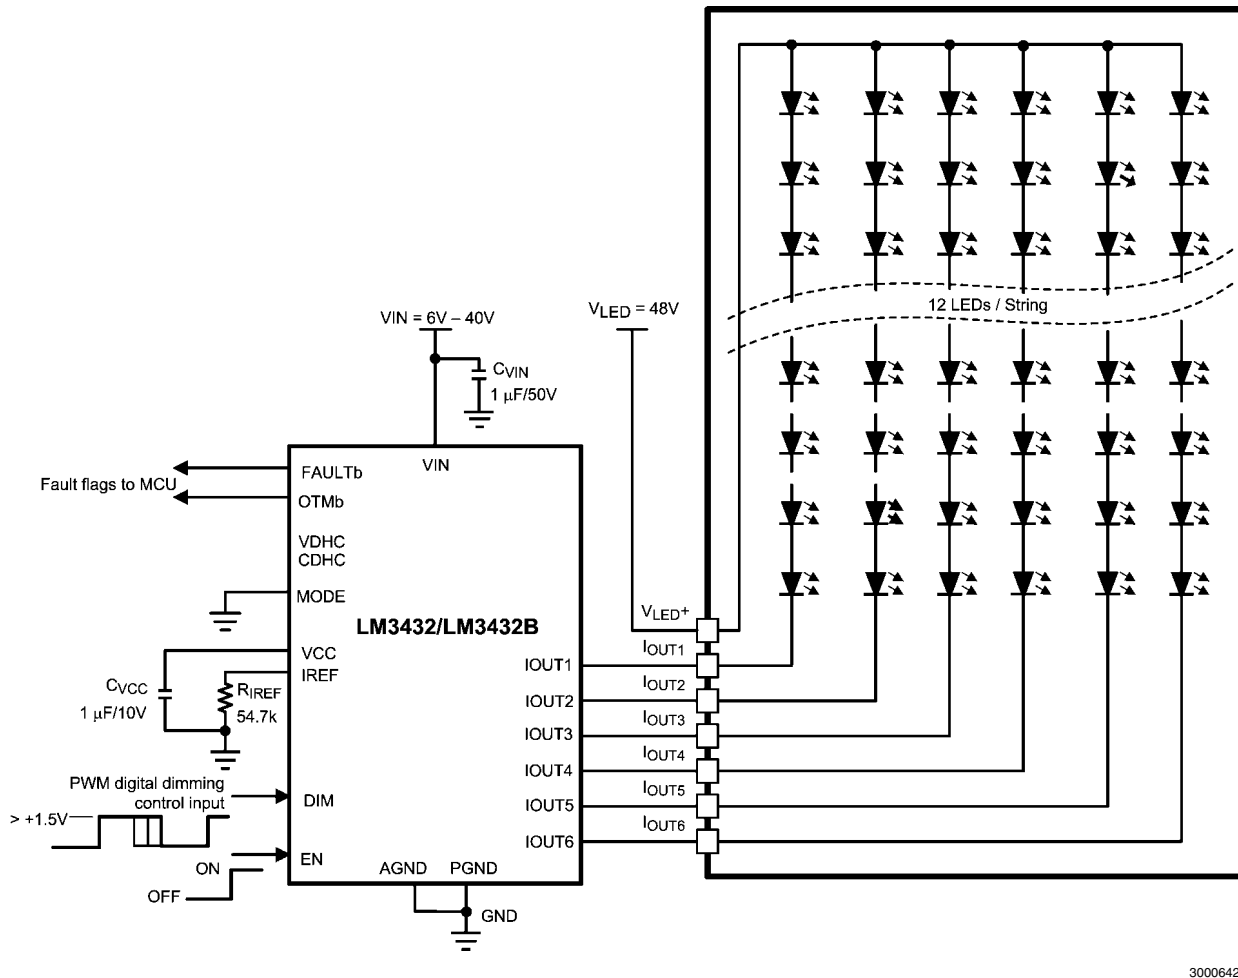 12 LEDs / String
VIN = 6V – 40V
VLED = 48V
CVIN
1 μF/50V
VIN
Fault flags to MCU
FAULTb
OTMb
VDHC
CDHC
MODE
LM3432/LM3432B
VCC
IREF
CVCC
1 μF/10V
RIREF
54.7k
PWM digital dimming
control input
> +1.5V
DIM
EN
ON
OFF
AGND
PGND
GND
VLED+
IOUT1
IOUT1
IOUT2
IOUT2
IOUT3
IOUT3
IOUT4
IOUT4
IOUT5
IOUT5
IOUT6
IOUT6
3000642